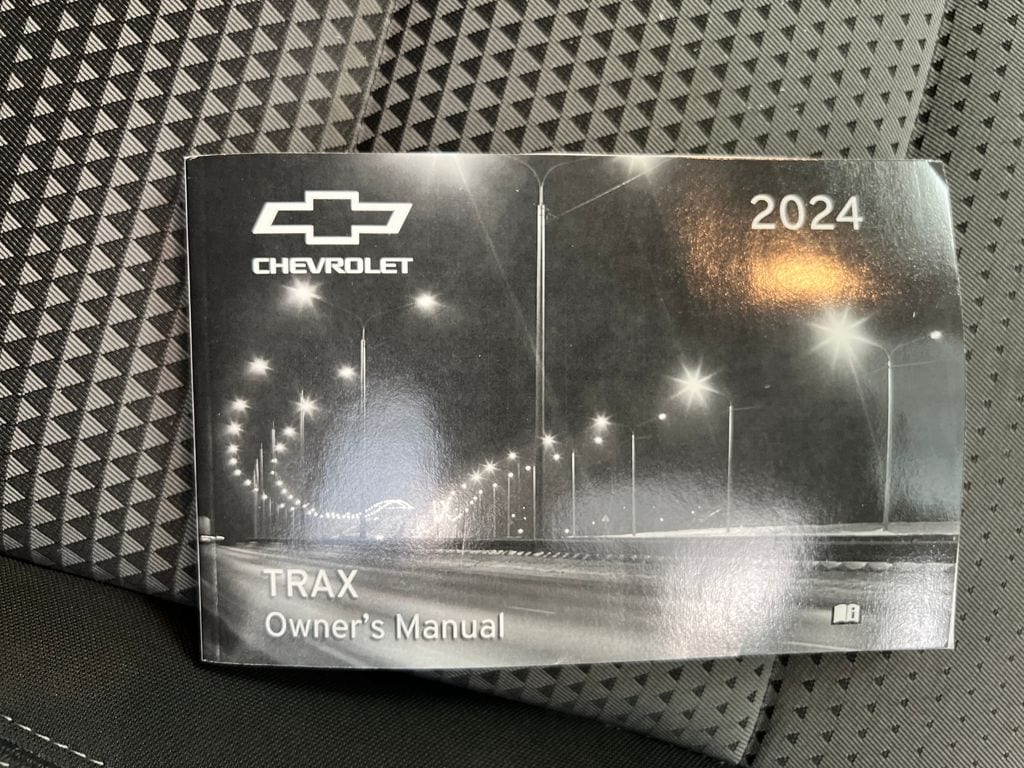 CHEVROLET
2024
TRAX
Owner's Manual